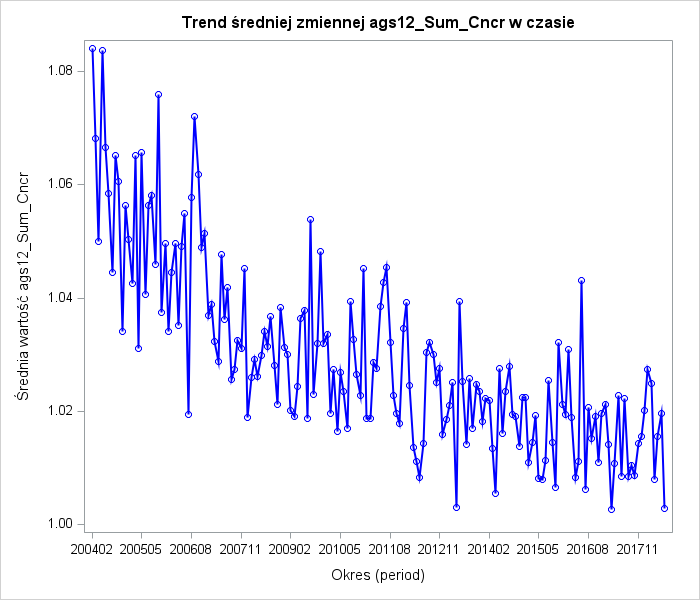 Trend średniej zmiennej ags12_Sum_Cncr w czasie
1.08
1.06
1.04
1.02
1.00
Średnia wartość ags12_Sum_Cncr
200402 200505 200608 200711 200902 201005 201108 201211 201402 201505 201608 201711
Okres (period)